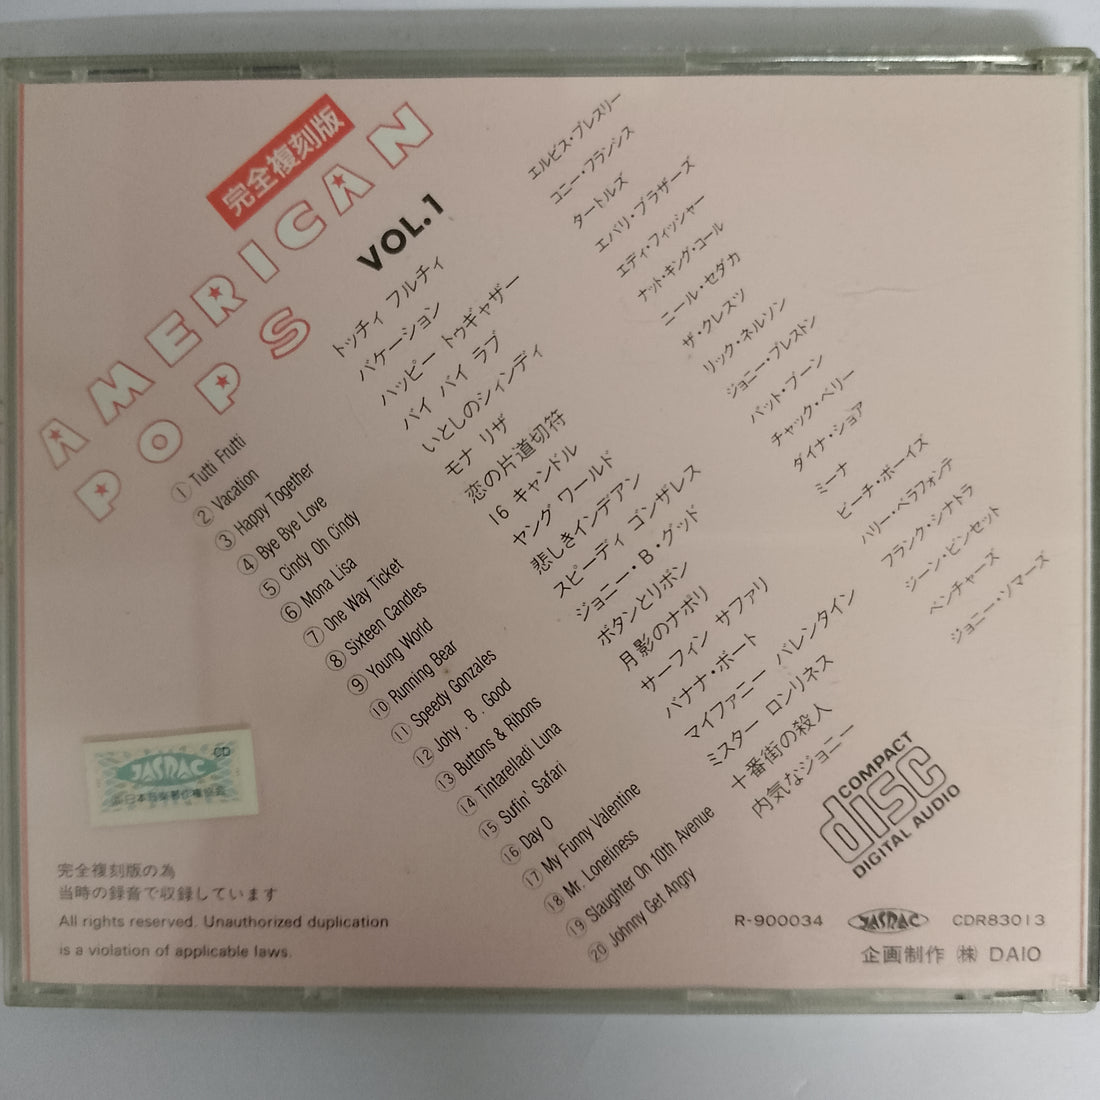 完全複刻版
AMERICAN
POPS
VOL.1
① Tutti Frutti トッチィ フルチィ エルビス・プレスリー
② Vacation バケーション コニー・フランシス
③ Happy Together ハッピー トゥギャザー タートルズ
④ Bye Bye Love バイ バイ ラブ エバリ・ブラザーズ
⑤ Cindy Oh Cindy いとしのシィンディ エディ・フィッシャー
⑥ Mona Lisa モナ リザ ナット・キング・コール
⑦ One Way Ticket 恋の片道切符 ニール・セダカ
⑧ Sixteen Candles 16 キャンドル ザ・クレスツ
⑨ Young World ヤング ワールド リック・ネルソン
⑩ Running Bear 悲しきインデアン ジョニー・プレストン
⑪ Speedy Gonzales スピーディ ゴンザレス パット・ブーン
⑫ Johy . B . Good ジョニー・B・グッド チャック・ベリー
⑬ Buttons & Ribons ボタンとリボン ダイナ・ショア
⑭ Tintarelladi Luna 月影のナポリ ミーナ
⑮ Sufin' Safari サーフィン サファリ ビーチ・ボーイズ
⑯ Day O バナナ・ボート ハリー・ベラフォンテ
⑰ My Funny Valentine マイファニー バレンタイン フランク・シナトラ
⑱ Mr. Loneliness ミスター ロンリネス ジーン・ビンセット
⑲ Slaughter On 10th Avenue 十番街の殺人 ベンチャーズ
⑳ Johnny Get Angry 内気なジョニー ジョニー・ソマーズ
CD
JASRAC
完全複刻版の為
当時の録音で収録しています
All rights reserved. Unauthorized duplication
is a violation of applicable laws.
COMPACT
disc
DIGITAL AUDIO
R-900034 JASRAC CDR83013
企画制作 ㈱ DAIO